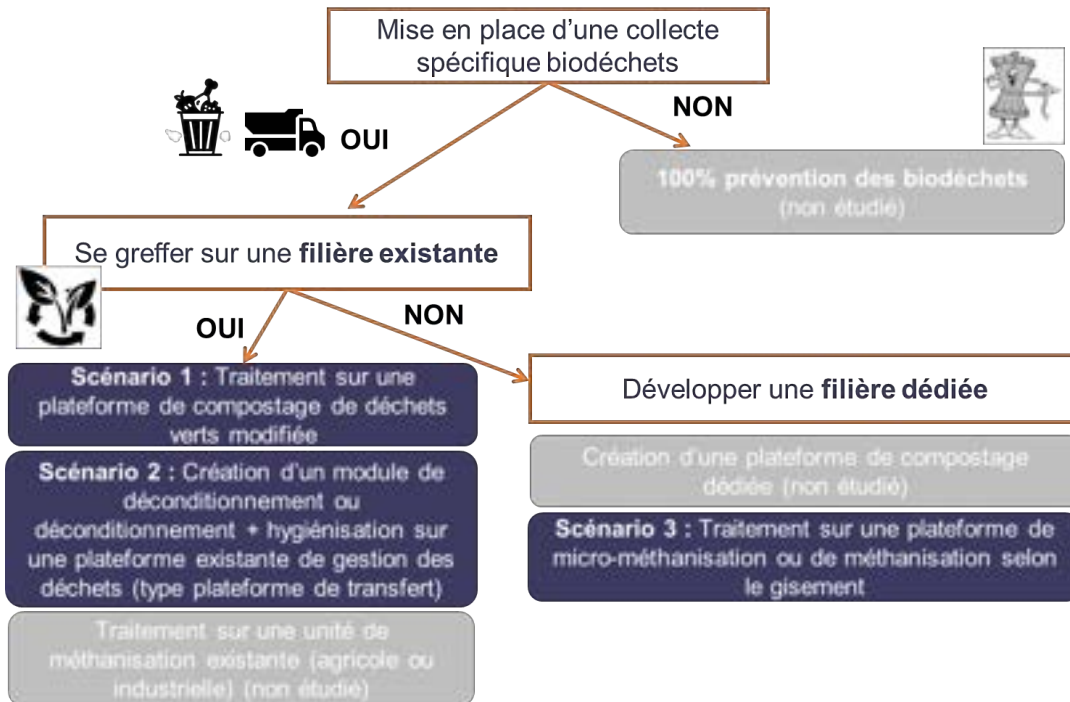 Mise en place d'une collecte
spécifique biodéchets
NON
OUI
100% prévention des biodéchets
(non étudié)
Se greffer sur une filière existante
OUI
NON
Scénario 1 : Traitement sur une
plateforme de compostage de déchets
verts modifiée
Scénario 2 : Création d'un module de
déconditionnement ou
déconditionnement + hygiénisation sur
une plateforme existante de gestion des
déchets (type plateforme de transfert)
Traitement sur une unité de
méthanisation existante (agricole ou
industrielle) (non étudié)
Développer une filière dédiée
Création d'une plateforme de compostage
dédiée (non étudié)
Scénario 3 : Traitement sur une plateforme de
micro-méthanisation ou de méthanisation selon
le gisement